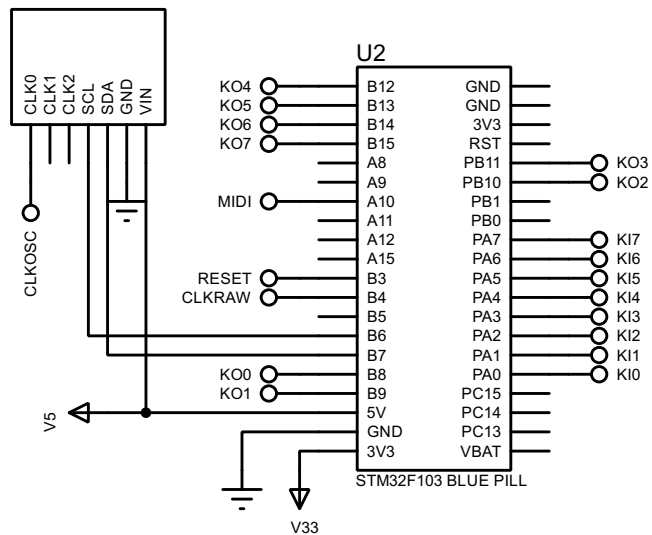 CLK0
CLK1
CLK2
SCL
SDA
GND
VIN
CLKOSC
U2
KO4 B12 GND
KO5 B13 GND
KO6 B14 3V3
KO7 B15 RST
A8 PB11 KO3
A9 PB10 KO2
MIDI A10 PB1
A11 PB0
A12 PA7 KI7
A15 PA6 KI6
RESET B3 PA5 KI5
CLKRAW B4 PA4 KI4
B5 PA3 KI3
B6 PA2 KI2
B7 PA1 KI1
KO0 B8 PA0 KI0
KO1 B9 PC15
V5 5V PC14
GND PC13
3V3 VBAT
STM32F103 BLUE PILL
V33